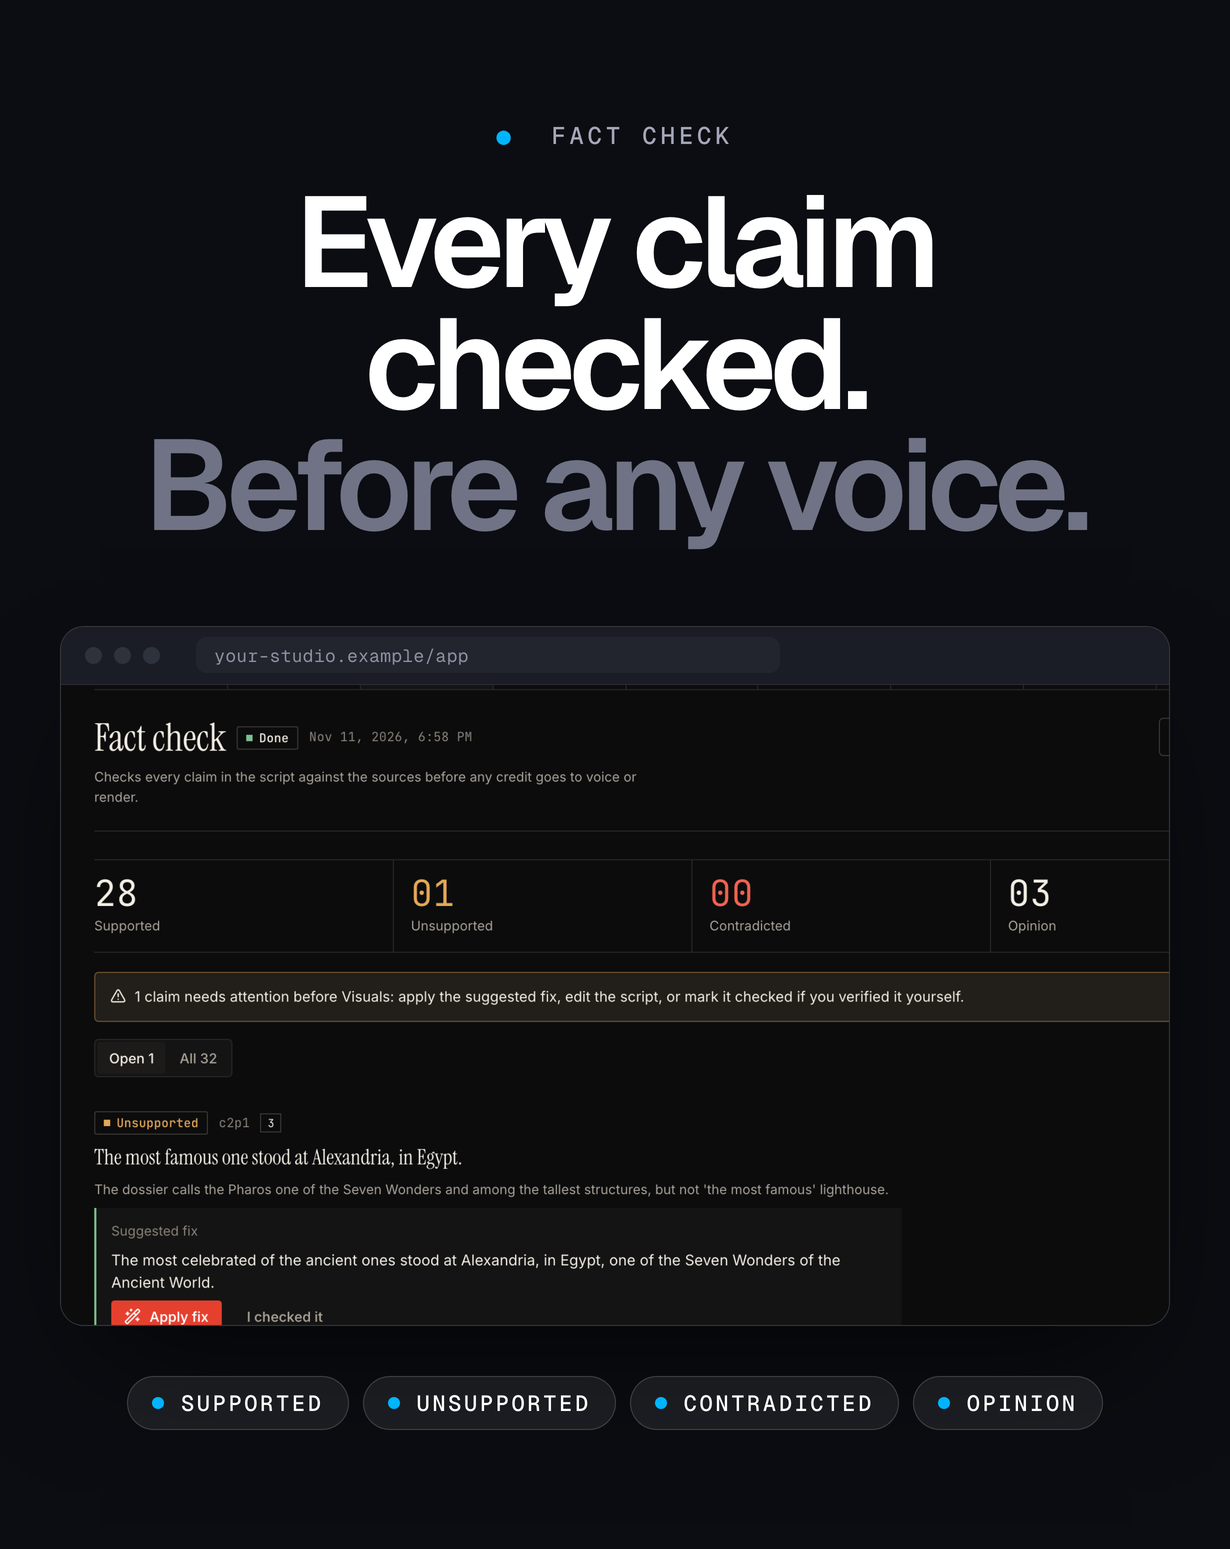 FACT CHECK
Every claim
checked.
Before any voice.
your-studio.example/app
Fact check
Done
Nov 11, 2026, 6:58 PM
Checks every claim in the script against the sources before any credit goes to voice or
render.
28
Supported
01
Unsupported
00
Contradicted
03
Opinion
1 claim needs attention before Visuals: apply the suggested fix, edit the script, or mark it checked if you verified it yourself.
Open 1
All 32
Unsupported
c2p1
3
The most famous one stood at Alexandria, in Egypt.
The dossier calls the Pharos one of the Seven Wonders and among the tallest structures, but not 'the most famous' lighthouse.
Suggested fix
The most celebrated of the ancient ones stood at Alexandria, in Egypt, one of the Seven Wonders of the
Ancient World.
Apply fix
I checked it
SUPPORTED
UNSUPPORTED
CONTRADICTED
OPINION